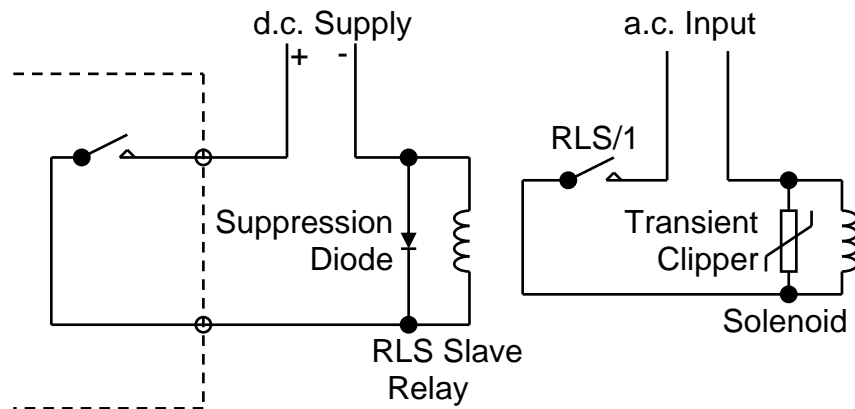 d.c. Supply
+ -
a.c. Input
RLS/1
Suppression
Diode
Transient
Clipper
Solenoid
RLS Slave
Relay